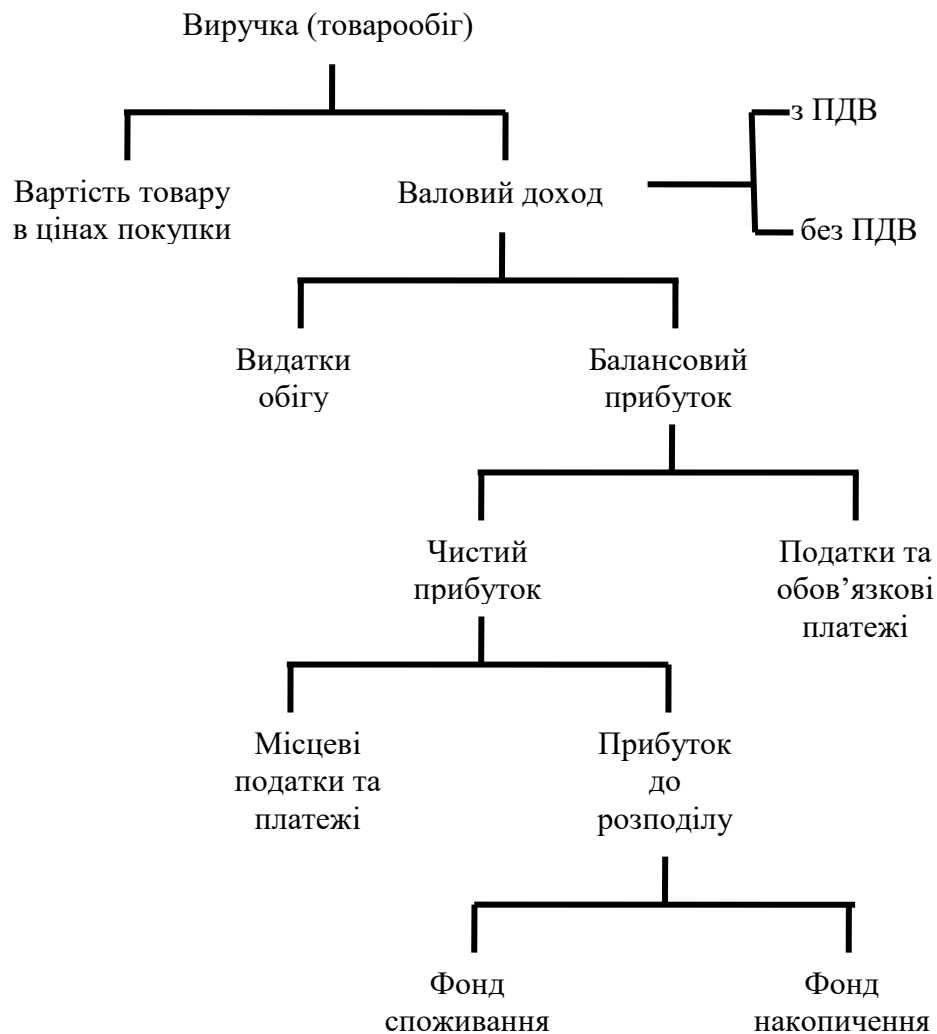 Виручка (товарообіг)
з ПДВ
Вартість товару
в цінах покупки
Валовий доход
без ПДВ
Видатки
обігу
Балансовий
прибуток
Чистий
прибуток
Податки та
обов’язкові
платежі
Місцеві
податки та
платежі
Прибуток
до
розподілу
Фонд
споживання
Фонд
накопичення